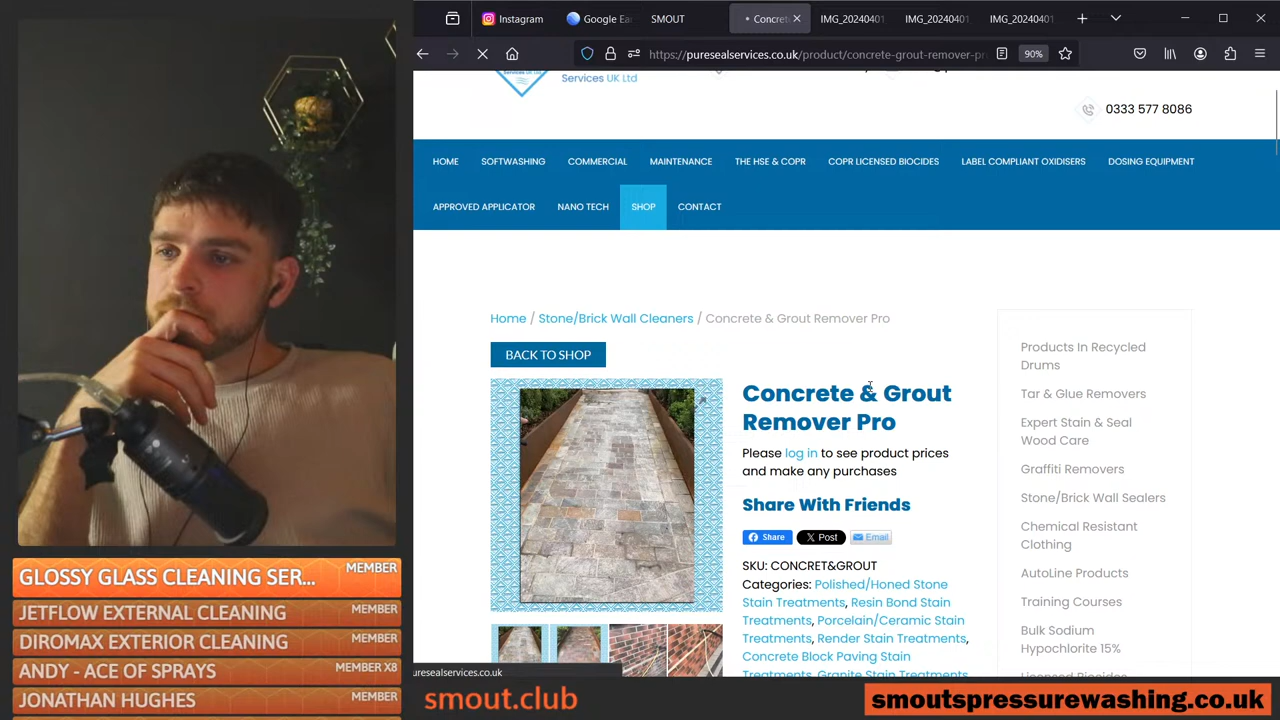 Instagram
Google Ear
SMOUT
Concrete
IMG_20240401
IMG_20240401
IMG_20240401
https://puresealservices.co.uk/product/concrete-grout-remover-pr
90%
Services UK Ltd
0333 577 8086
HOME
SOFTWASHING
COMMERCIAL
MAINTENANCE
THE HSE & COPR
COPR LICENSED BIOCIDES
LABEL COMPLIANT OXIDISERS
DOSING EQUIPMENT
APPROVED APPLICATOR
NANO TECH
SHOP
CONTACT
Home / Stone/Brick Wall Cleaners / Concrete & Grout Remover Pro
BACK TO SHOP
Concrete & Grout
Remover Pro
Please log in to see product prices
and make any purchases
Share With Friends
Share
Post
Email
SKU: CONCRET&GROUT
Categories: Polished/Honed Stone
Stain Treatments, Resin Bond Stain
Treatments, Porcelain/Ceramic Stain
Treatments, Render Stain Treatments,
Concrete Block Paving Stain
Treatments, Granite Stain Treatments
Products In Recycled
Drums
Tar & Glue Removers
Expert Stain & Seal
Wood Care
Graffiti Removers
Stone/Brick Wall Sealers
Chemical Resistant
Clothing
AutoLine Products
Training Courses
Bulk Sodium
Hypochlorite 15%
Licensed Biocides
uresealservices.co.uk
GLOSSY GLASS CLEANING SER... MEMBER
JETFLOW EXTERNAL CLEANING MEMBER
DIROMAX EXTERIOR CLEANING MEMBER
ANDY - ACE OF SPRAYS MEMBER X8
JONATHAN HUGHES MEMBER
smout.club
smoutspressurewashing.co.uk